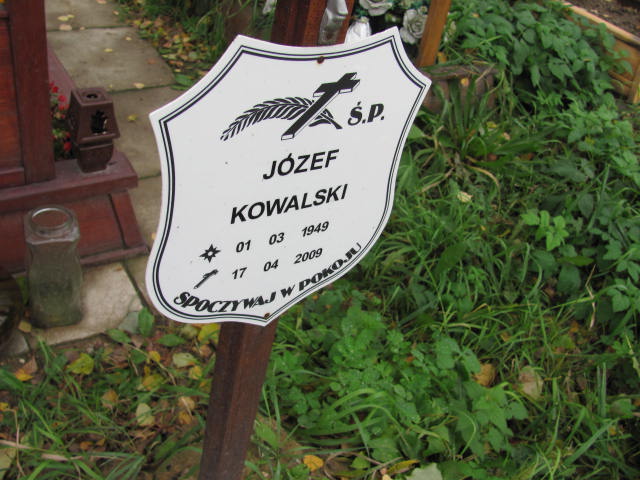 Ś.P.
JÓZEF
KOWALSKI
01 03 1949
17 04 2009
SPOCZYWAJ W POKOJU